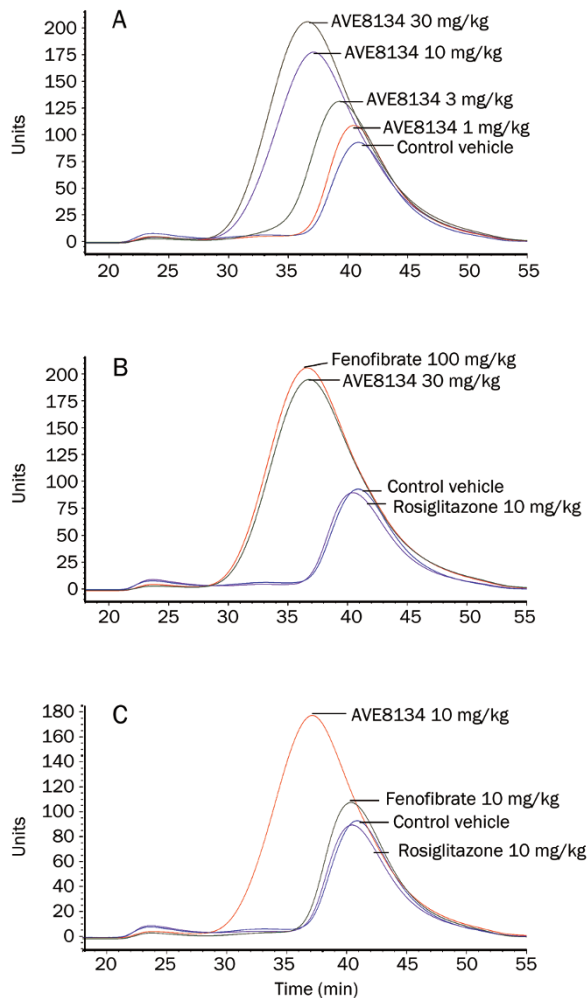 A
AVE8134 30 mg/kg
AVE8134 10 mg/kg
AVE8134 3 mg/kg
AVE8134 1 mg/kg
Control vehicle
Units
200
175
150
125
100
75
50
25
0
20 25 30 35 40 45 50 55
B
Fenofibrate 100 mg/kg
AVE8134 30 mg/kg
Control vehicle
Rosiglitazone 10 mg/kg
Units
200
175
150
125
100
75
50
25
0
20 25 30 35 40 45 50 55
C
AVE8134 10 mg/kg
Fenofibrate 10 mg/kg
Control vehicle
Rosiglitazone 10 mg/kg
Units
180
160
140
120
100
80
60
40
20
0
20 25 30 35 40 45 50 55
Time (min)